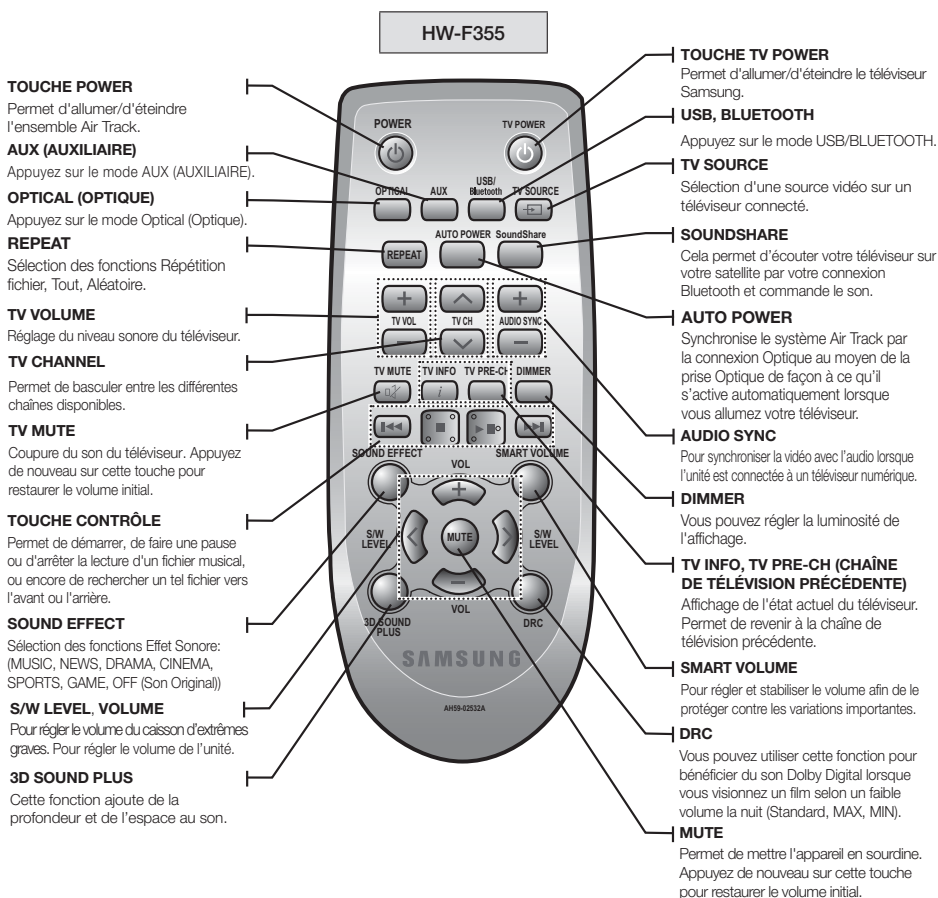 HW-F355
TOUCHE POWER
Permet d'allumer/d'éteindre
l'ensemble Air Track.
AUX (AUXILIAIRE)
Appuyez sur le mode AUX (AUXILIAIRE).
OPTICAL (OPTIQUE)
Appuyez sur le mode Optical (Optique).
REPEAT
Sélection des fonctions Répétition
fichier, Tout, Aléatoire.
TV VOLUME
Réglage du niveau sonore du téléviseur.
TV CHANNEL
Permet de basculer entre les différentes
chaînes disponibles.
TV MUTE
Coupure du son du téléviseur. Appuyez
de nouveau sur cette touche pour
restaurer le volume initial.
TOUCHE CONTRÔLE
Permet de démarrer, de faire une pause
ou d'arrêter la lecture d'un fichier musical,
ou encore de rechercher un tel fichier vers
l'avant ou l'arrière.
SOUND EFFECT
Sélection des fonctions Effet Sonore:
(MUSIC, NEWS, DRAMA, CINEMA,
SPORTS, GAME, OFF (Son Original))
S/W LEVEL, VOLUME
Pour régler le volume du caisson d'extrêmes
graves. Pour régler le volume de l'unité.
3D SOUND PLUS
Cette fonction ajoute de la
profondeur et de l'espace au son.
POWER
TV POWER
OPTICAL
AUX
USB/
Bluetooth
TV SOURCE
REPEAT
AUTO POWER
SoundShare
TV VOL
TV CH
AUDIO SYNC
TV MUTE
TV INFO
TV PRE-CH
DIMMER
i
SOUND EFFECT
SMART VOLUME
VOL
S/W
LEVEL
MUTE
S/W
LEVEL
VOL
3D SOUND
PLUS
DRC
SAMSUNG
AH59-02532A
TOUCHE TV POWER
Permet d'allumer/d'éteindre le téléviseur
Samsung.
USB, BLUETOOTH
Appuyez sur le mode USB/BLUETOOTH.
TV SOURCE
Sélection d'une source vidéo sur un
téléviseur connecté.
SOUNDSHARE
Cela permet d'écouter votre téléviseur sur
votre satellite par votre connexion
Bluetooth et commande le son.
AUTO POWER
Synchronise le système Air Track par
la connexion Optique au moyen de la
prise Optique de façon à ce qu'il
s'active automatiquement lorsque
vous allumez votre téléviseur.
AUDIO SYNC
Pour synchroniser la vidéo avec l'audio lorsque
l'unité est connectée à un téléviseur numérique.
DIMMER
Vous pouvez régler la luminosité de
l'affichage.
TV INFO, TV PRE-CH (CHAÎNE
DE TÉLÉVISION PRÉCÉDENTE)
Affichage de l'état actuel du téléviseur.
Permet de revenir à la chaîne de
télévision précédente.
SMART VOLUME
Pour régler et stabiliser le volume afin de le
protéger contre les variations importantes.
DRC
Vous pouvez utiliser cette fonction pour
bénéficier du son Dolby Digital lorsque
vous visionnez un film selon un faible
volume la nuit (Standard, MAX, MIN).
MUTE
Permet de mettre l'appareil en sourdine.
Appuyez de nouveau sur cette touche
pour restaurer le volume initial.